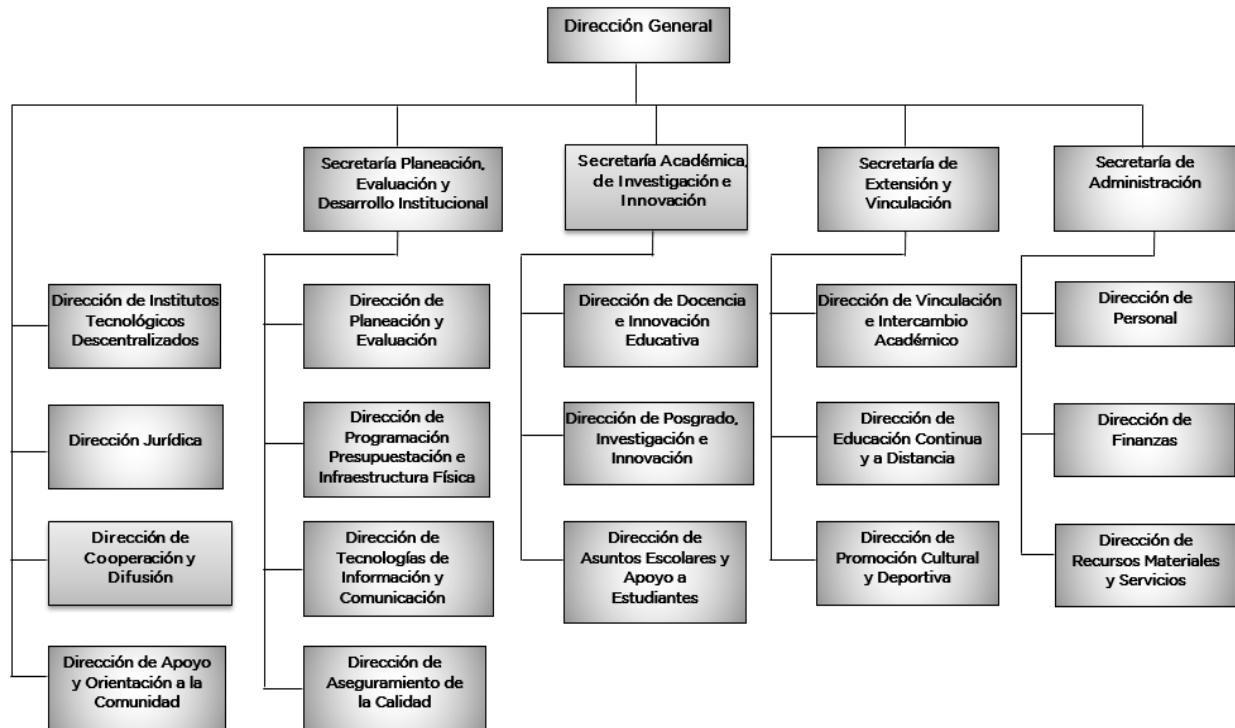 Dirección General
Secretaría Planeación,
Evaluación y
Desarrollo Institucional
Secretaría Académica,
de Investigación e
Innovación
Secretaría de
Extensión y
Vinculación
Secretaría de
Administración
Dirección de Institutos
Tecnológicos
Descentralizados
Dirección de
Planeación y
Evaluación
Dirección de Docencia
e Innovación
Educativa
Dirección de Vinculación
e Intercambio
Académico
Dirección de
Personal
Dirección Jurídica
Dirección de
Programación
Presupuestación e
Infraestructura Física
Dirección de Posgrado,
Investigación e
Innovación
Dirección de
Educación Continua
y a Distancia
Dirección de
Finanzas
Dirección de
Cooperación y
Difusión
Dirección de
Tecnologías de
Información y
Comunicación
Dirección de
Asuntos Escolares y
Apoyo a
Estudiantes
Dirección de
Promoción Cultural
y Deportiva
Dirección de
Recursos Materiales
y Servicios
Dirección de Apoyo
y Orientación a la
Comunidad
Dirección de
Aseguramiento de
la Calidad